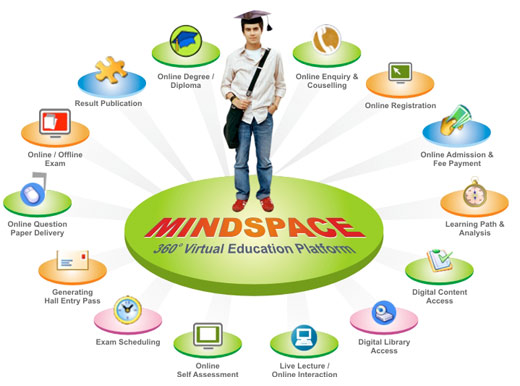 Online Degree /
Diploma
Online Enquiry &
Couselling
Result Publication
Online Registration
Online / Offline
Exam
Online Admission &
Fee Payment
Online Question
Paper Delivery
Learning Path &
Analysis
MINDSPACE
360° Virtual Education Platform
Generating
Hall Entry Pass
Digital Content
Access
Exam Scheduling
Digital Library
Access
Online
Self Assessment
Live Lecture /
Online Interaction